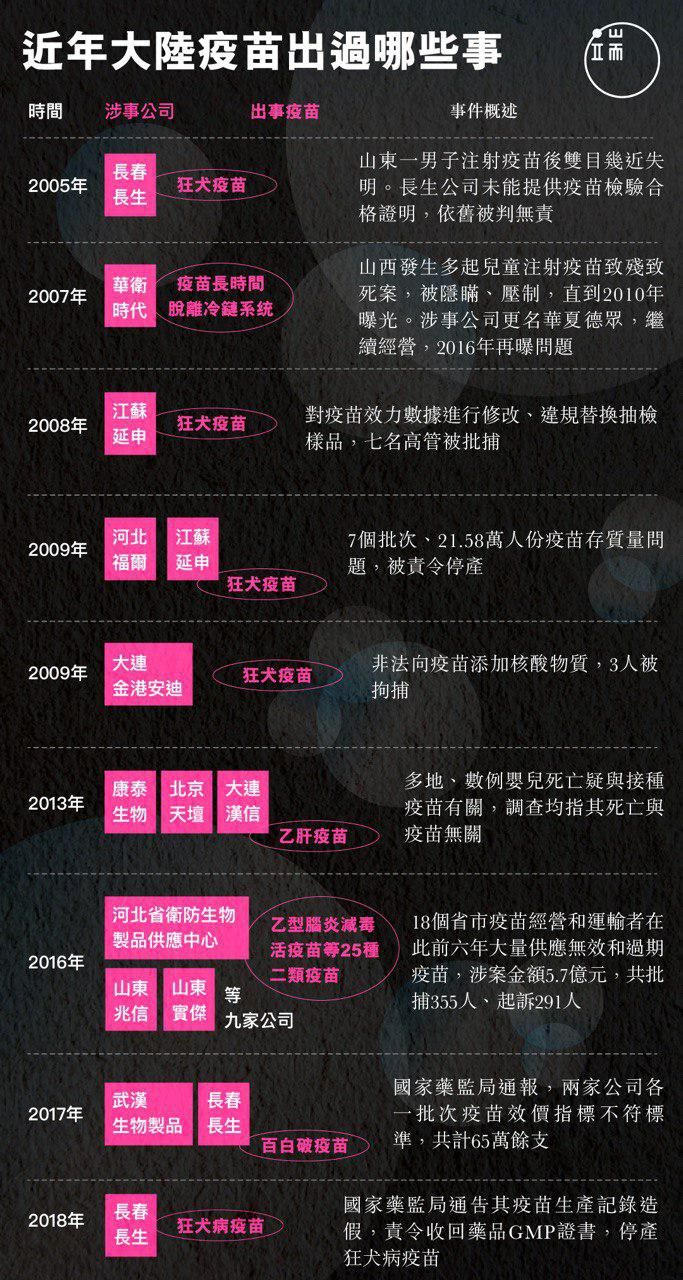 近年大陸疫苗出過哪些事
端
時間 涉事公司 出事疫苗 事件概述
2005年
長春
長生
狂犬疫苗
山東一男子注射疫苗後雙目幾近失
明。長生公司未能提供疫苗檢驗合
格證明，依舊被判無責
2007年
華衛
時代
疫苗長時間
脫離冷鏈系統
山西發生多起兒童注射疫苗致殘致
死案，被隱瞞、壓制，直到2010年
曝光。涉事公司更名華夏德眾，繼
續經營，2016年再曝問題
2008年
江蘇
延申
狂犬疫苗
對疫苗效力數據進行修改、違規替換抽檢
樣品，七名高管被批捕
2009年
河北
福爾
江蘇
延申
狂犬疫苗
7個批次、21.58萬人份疫苗存質量問
題，被責令停產
2009年
大連
金港安迪
狂犬疫苗
非法向疫苗添加核酸物質，3人被
拘捕
2013年
康泰
生物
北京
天壇
大連
漢信
乙肝疫苗
多地、數例嬰兒死亡疑與接種
疫苗有關，調查均指其死亡與
疫苗無關
2016年
河北省衛防生物
製品供應中心
山東
兆信
山東
實傑
等
九家公司
乙型腦炎減毒
活疫苗等25種
二類疫苗
18個省市疫苗經營和運輸者在
此前六年大量供應無效和過期
疫苗，涉案金額5.7億元，共批
捕355人、起訴291人
2017年
武漢
生物製品
長春
長生
百白破疫苗
國家藥監局通報，兩家公司各
一批次疫苗效價指標不符標
準，共計65萬餘支
2018年
長春
長生
狂犬病疫苗
國家藥監局通告其疫苗生產記錄造
假，責令收回藥品GMP證書，停產
狂犬病疫苗